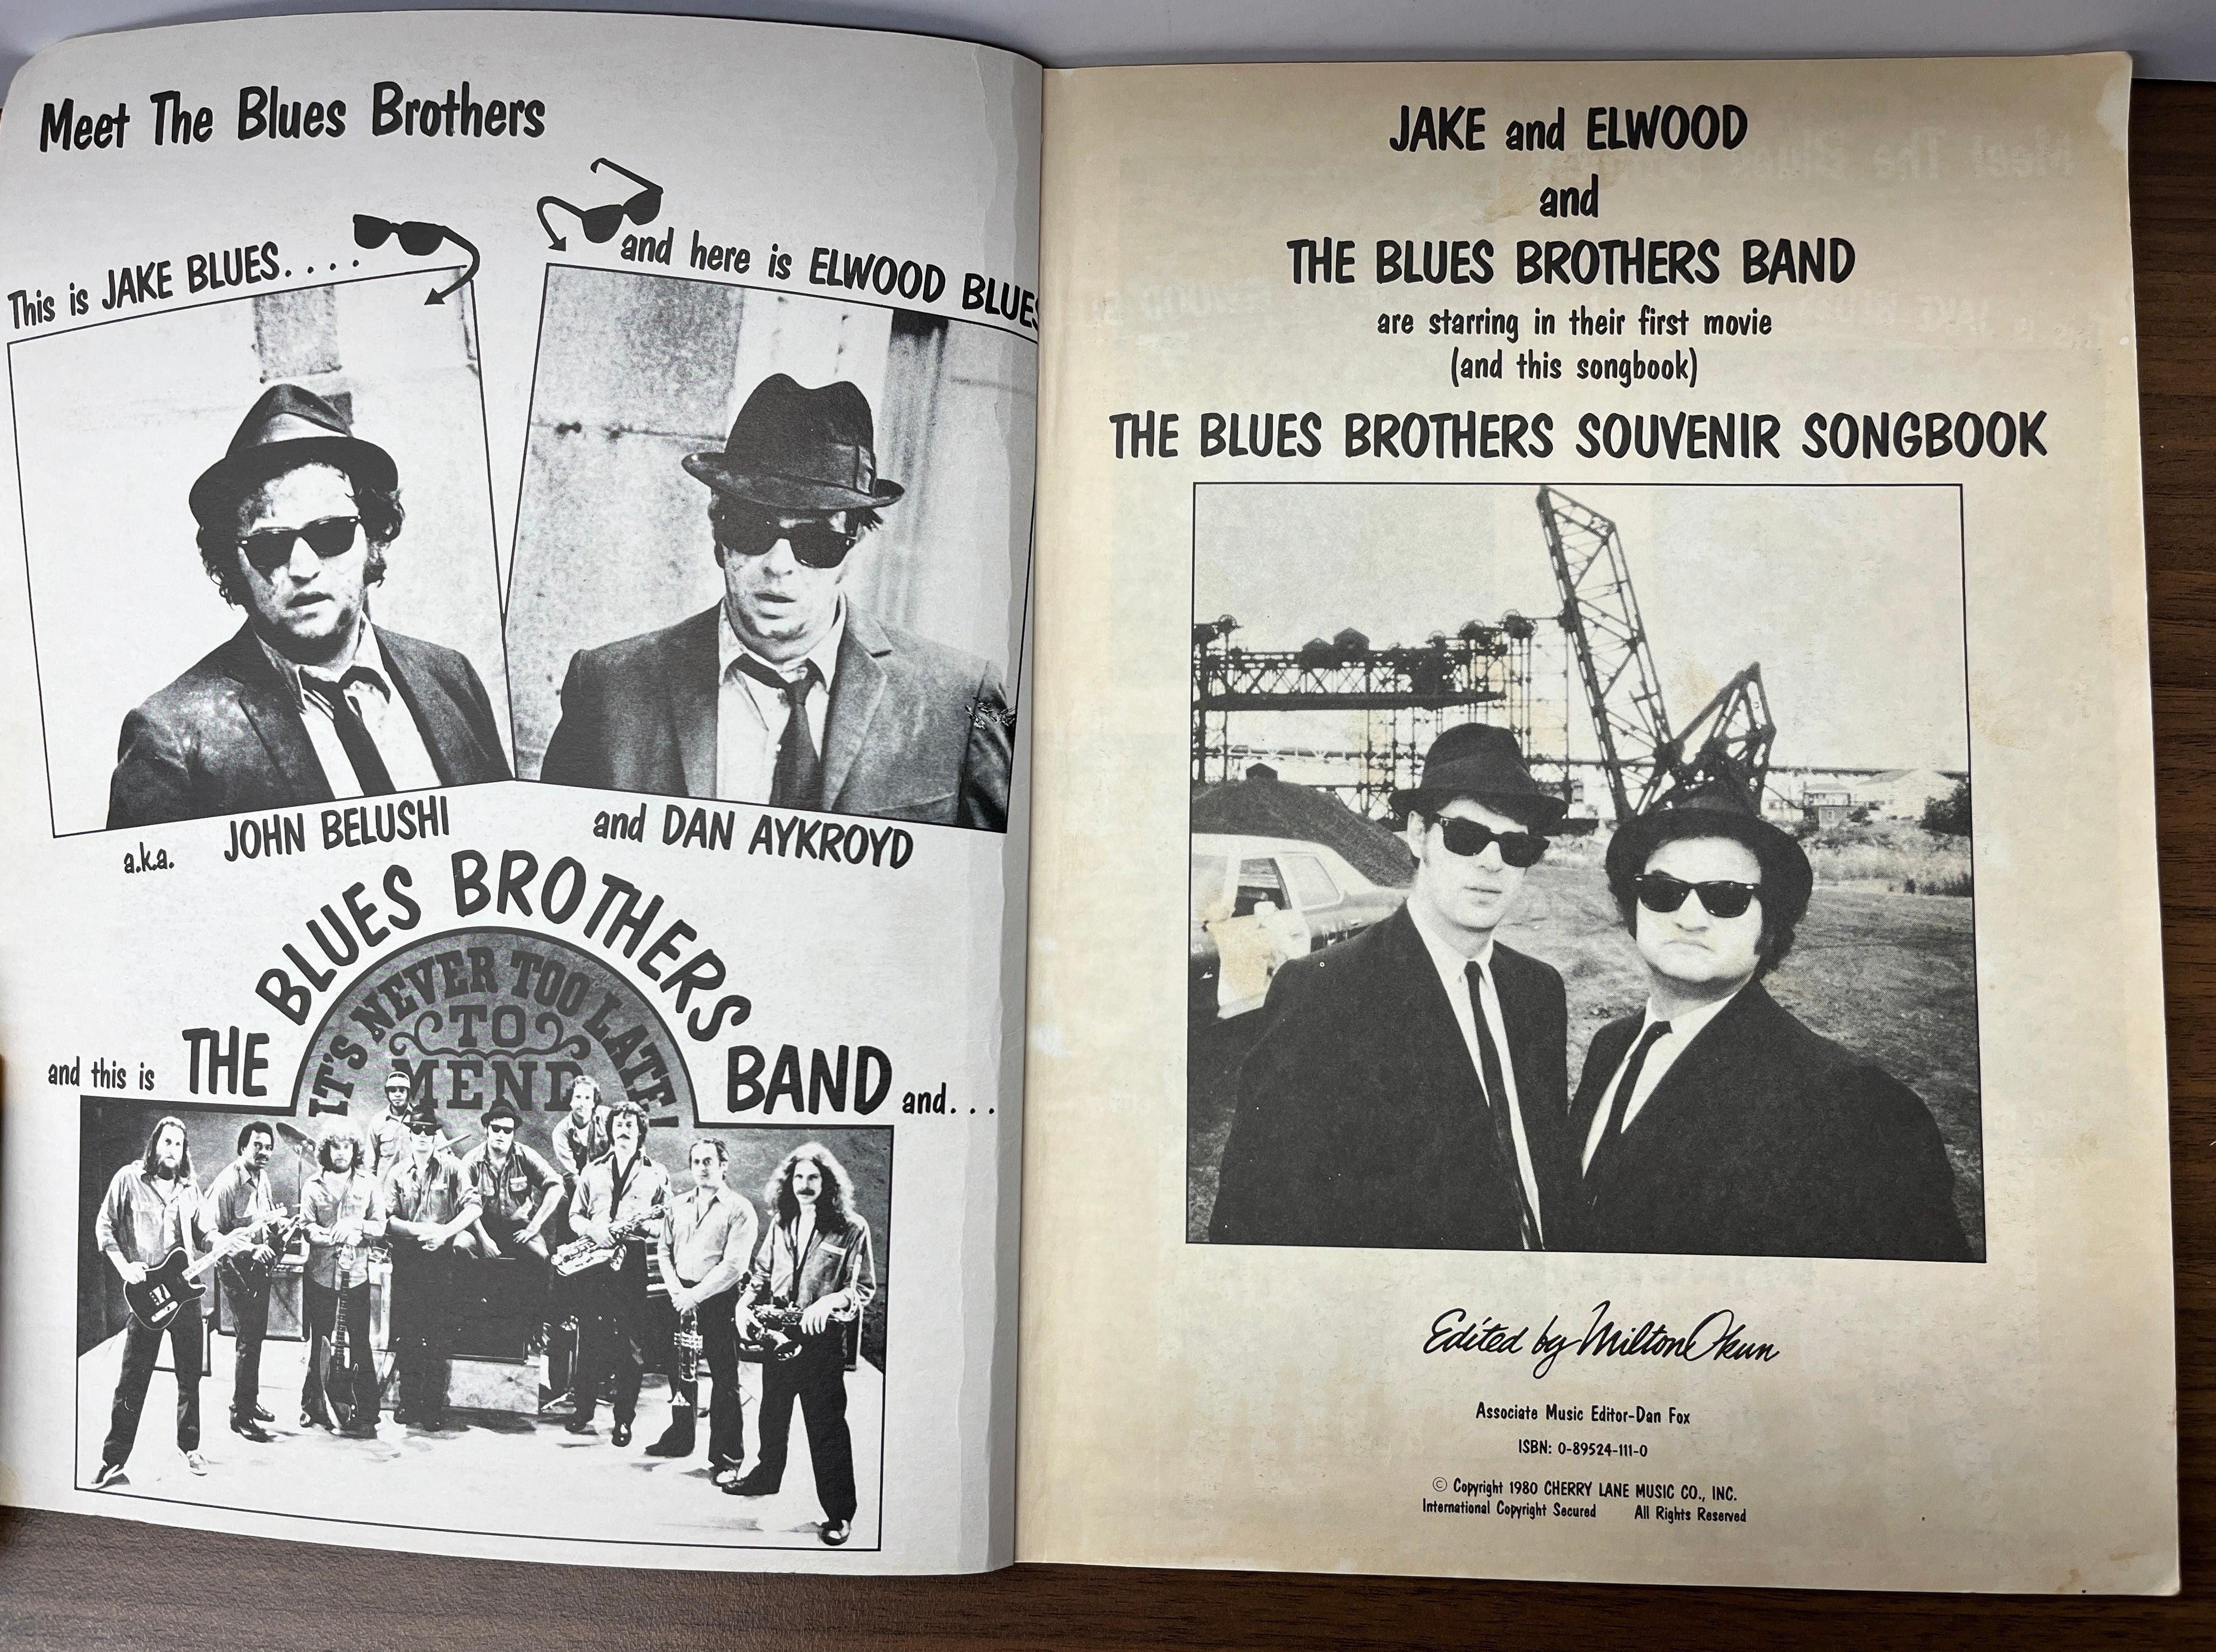 Meet The Blues Brothers
This is JAKE BLUES....
and here is ELWOOD BLUES
a.k.a. JOHN BELUSHI
and DAN AYKROYD
and this is THE BLUES BROTHERS BAND and...
IT'S NEVER TOO LATE!
TO
MEND
JAKE and ELWOOD
and
THE BLUES BROTHERS BAND
are starring in their first movie
(and this songbook)
THE BLUES BROTHERS SOUVENIR SONGBOOK
Edited by Milton Okun
Associate Music Editor-Dan Fox
ISBN: 0-89524-111-0
© Copyright 1980 CHERRY LANE MUSIC CO., INC.
International Copyright Secured All Rights Reserved